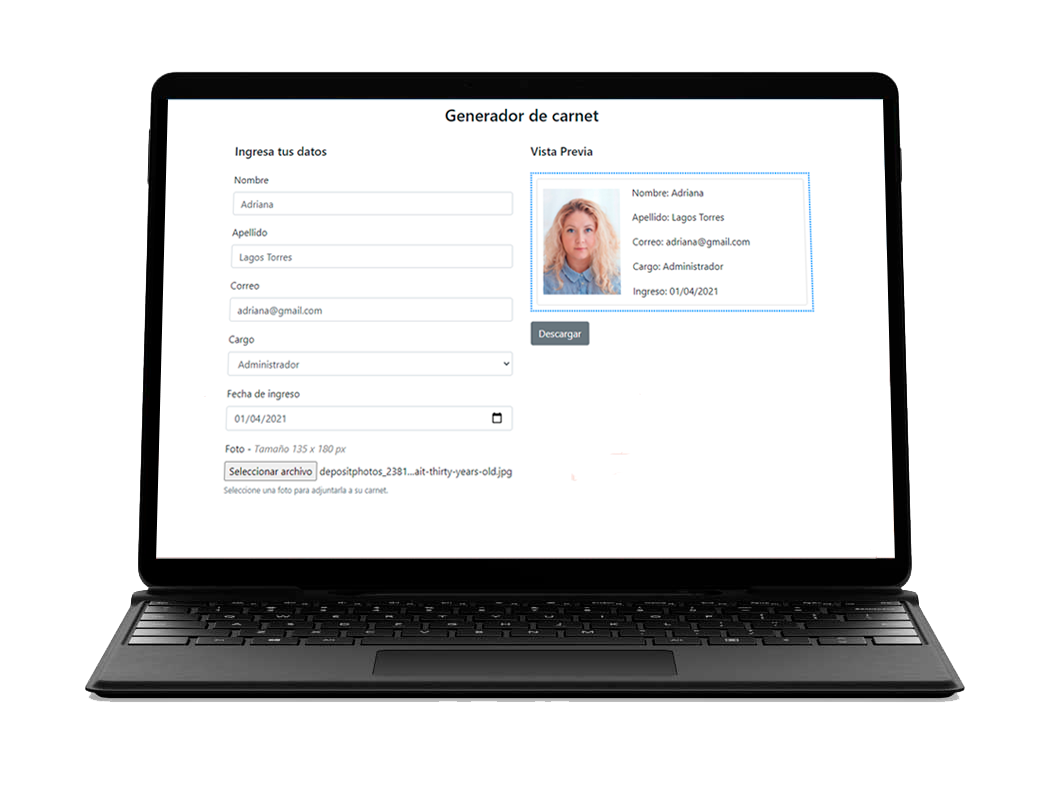 Generador de carnet
Ingresa tus datos
Nombre
Adriana
Apellido
Lagos Torres
Correo
adriana@gmail.com
Cargo
Administrador
Fecha de ingreso
01/04/2021
Foto - Tamaño 135 x 180 px
Seleccionar archivo depositphotos_2381...ait-thirty-years-old.jpg
Seleccione una foto para adjuntarla a su carnet.
Vista Previa
Nombre: Adriana
Apellido: Lagos Torres
Correo: adriana@gmail.com
Cargo: Administrador
Ingreso: 01/04/2021
Descargar